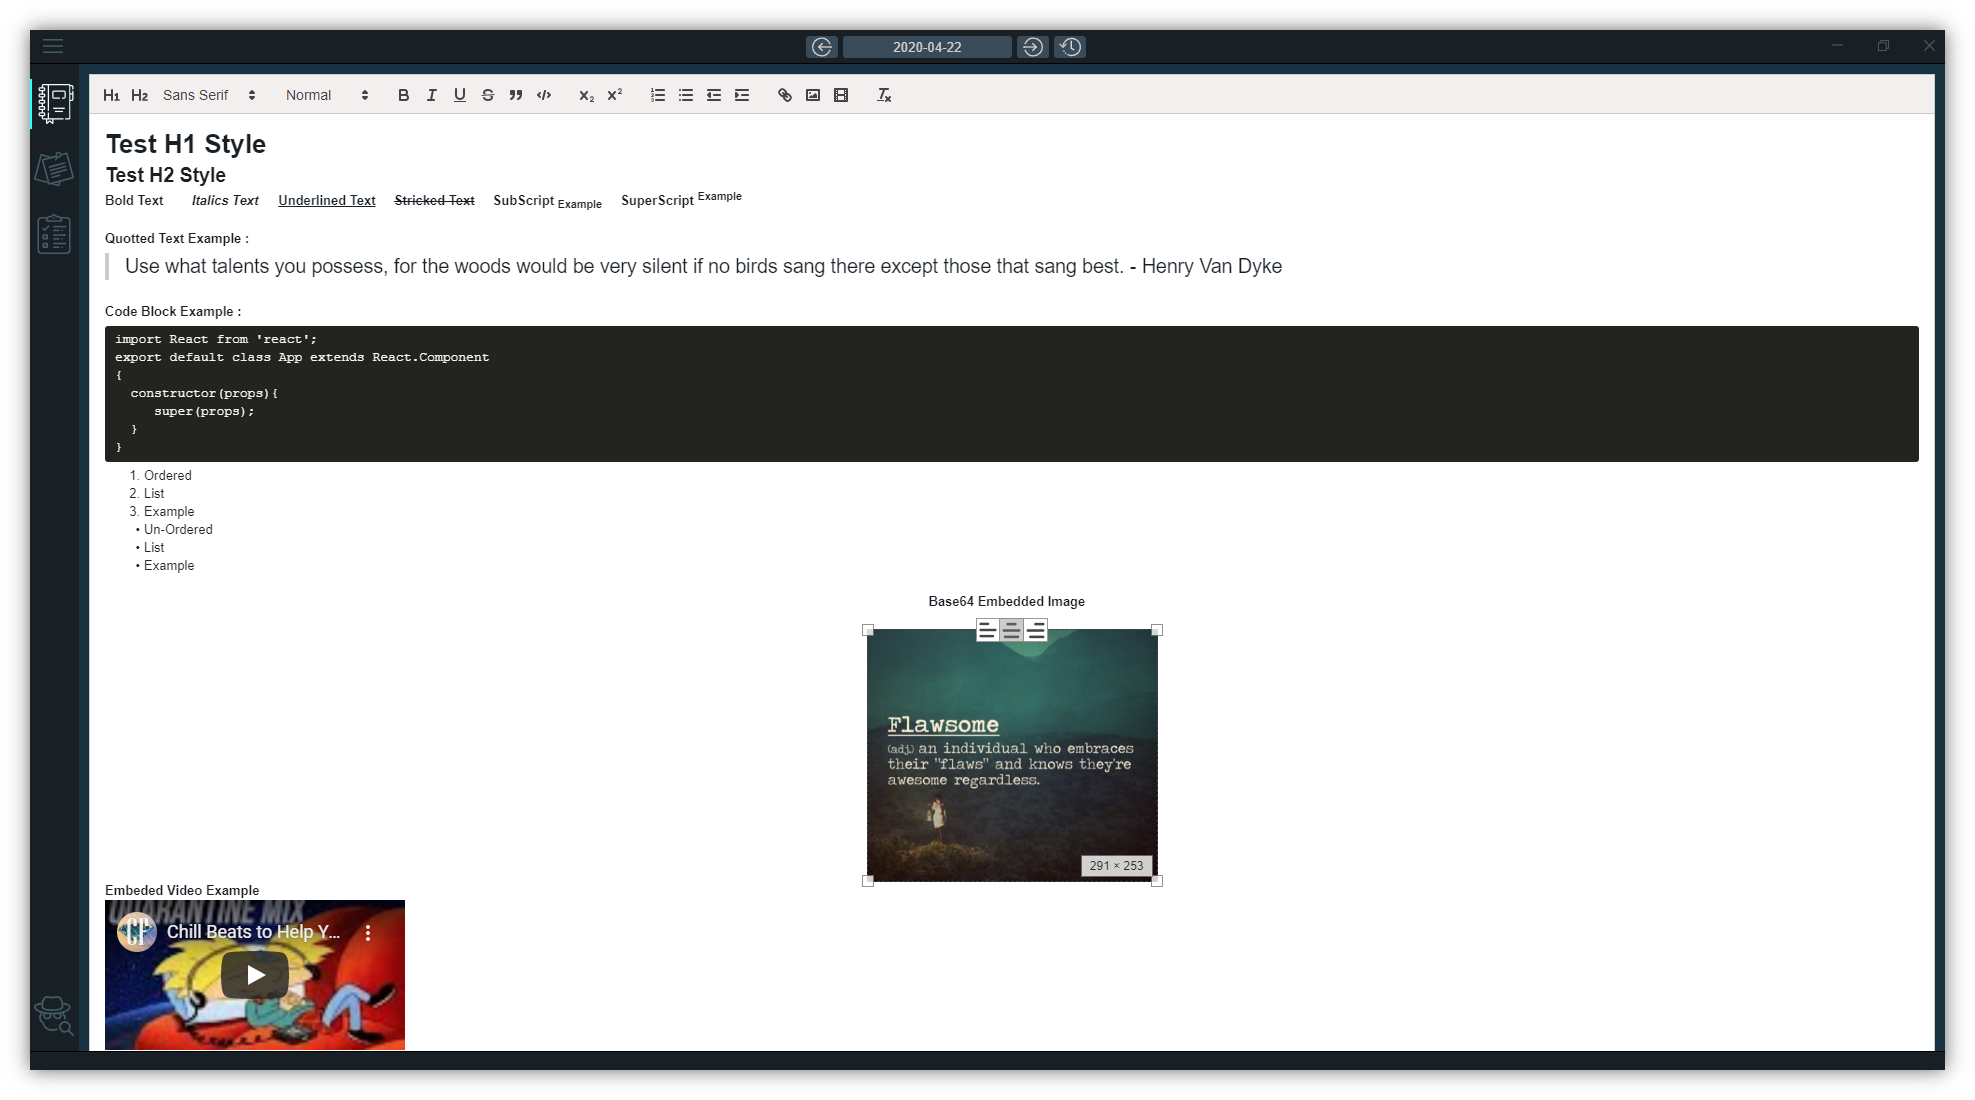 2020-04-22
H1 H2 Sans Serif Normal B I U S X2 X2 Tx
Test H1 Style
Test H2 Style
Bold Text Italics Text Underlined Text Stricked Text SubScript Example SuperScript Example
Quotted Text Example :
Use what talents you possess, for the woods would be very silent if no birds sang there except those that sang best. - Henry Van Dyke
Code Block Example :
import React from 'react';
export default class App extends React.Component
{
constructor(props){
super(props);
}
}
1. Ordered
2. List
3. Example
• Un-Ordered
• List
• Example
Base64 Embedded Image
Flawsome
(adj.) an individual who embraces
their "flaws" and knows they're
awesome regardless.
291 × 253
Embeded Video Example
QUARANTINE MIX
CF Chill Beats to Help Y...